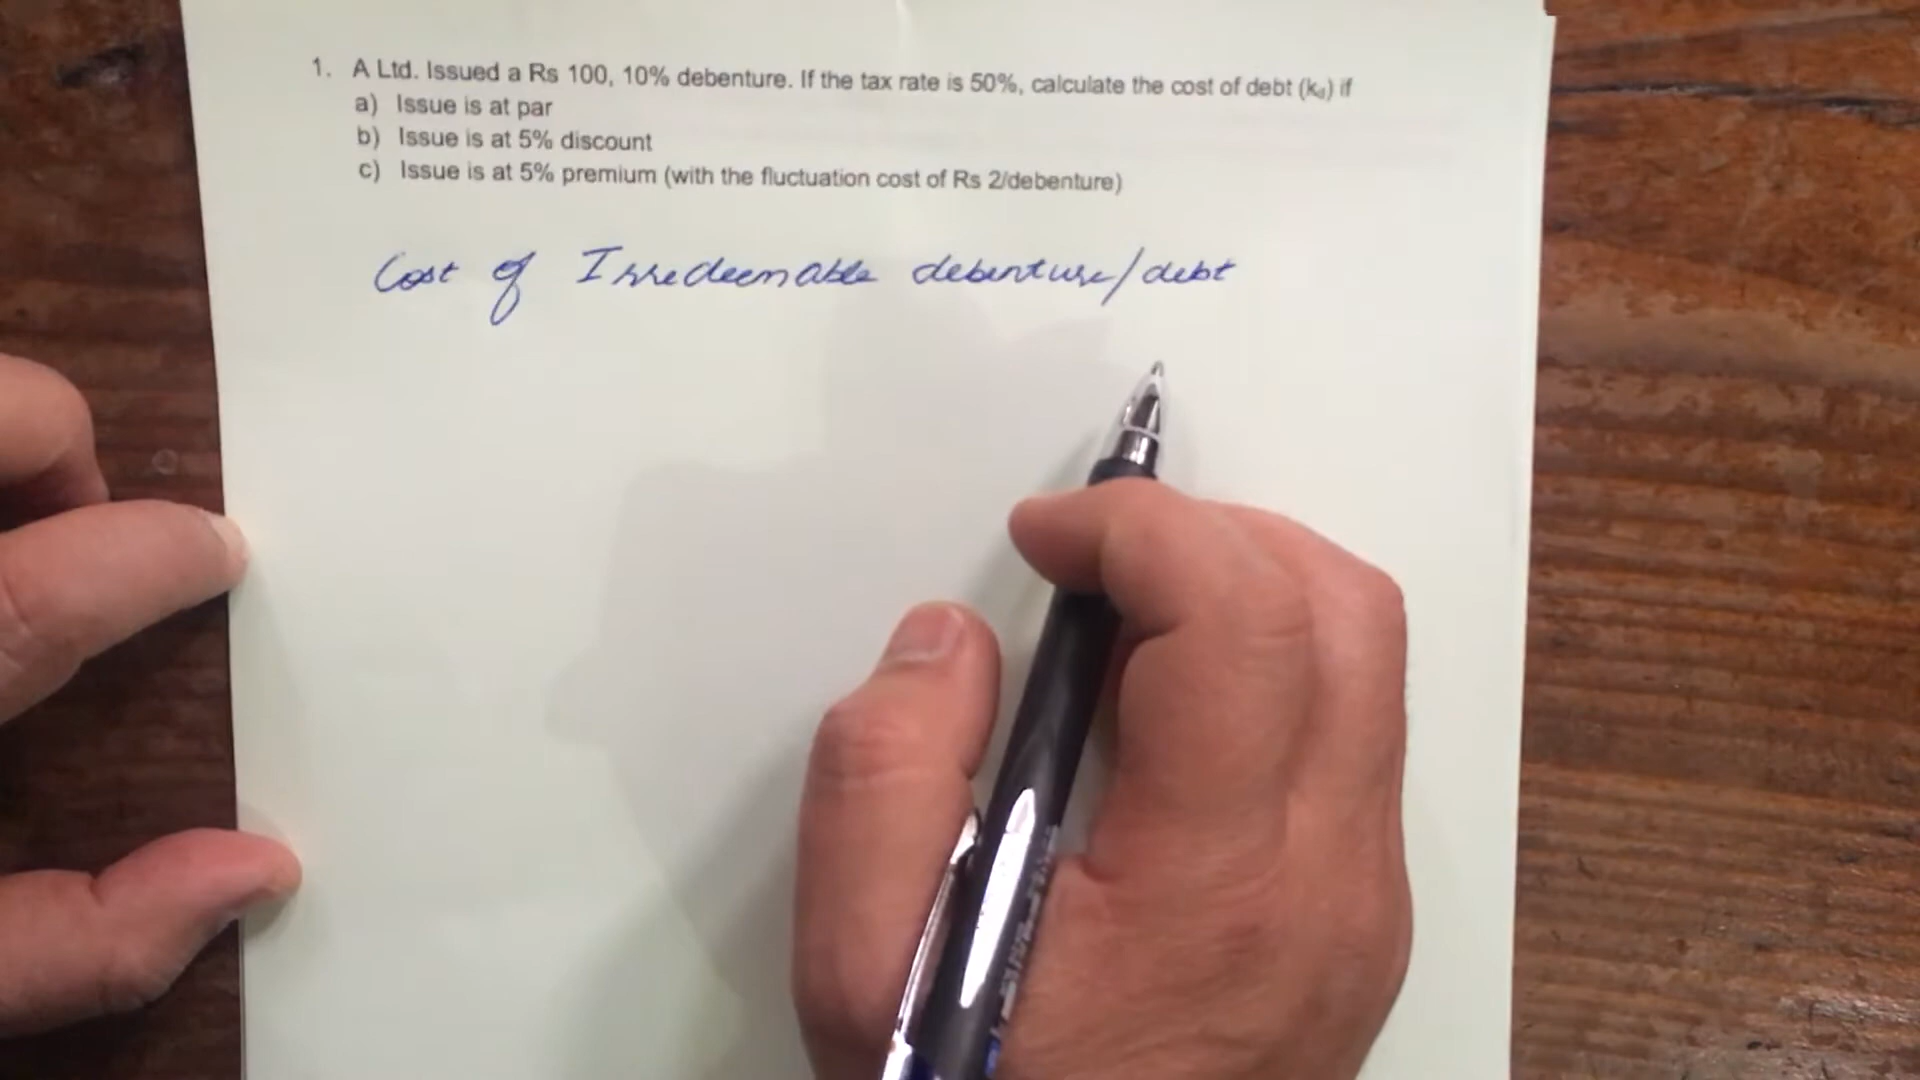 1. A Ltd. Issued a Rs 100, 10% debenture. If the tax rate is 50%, calculate the cost of debt (kd) if
a) Issue is at par
b) Issue is at 5% discount
c) Issue is at 5% premium (with the fluctuation cost of Rs 2/debenture)
Cost of Irredeemable debenture/debt